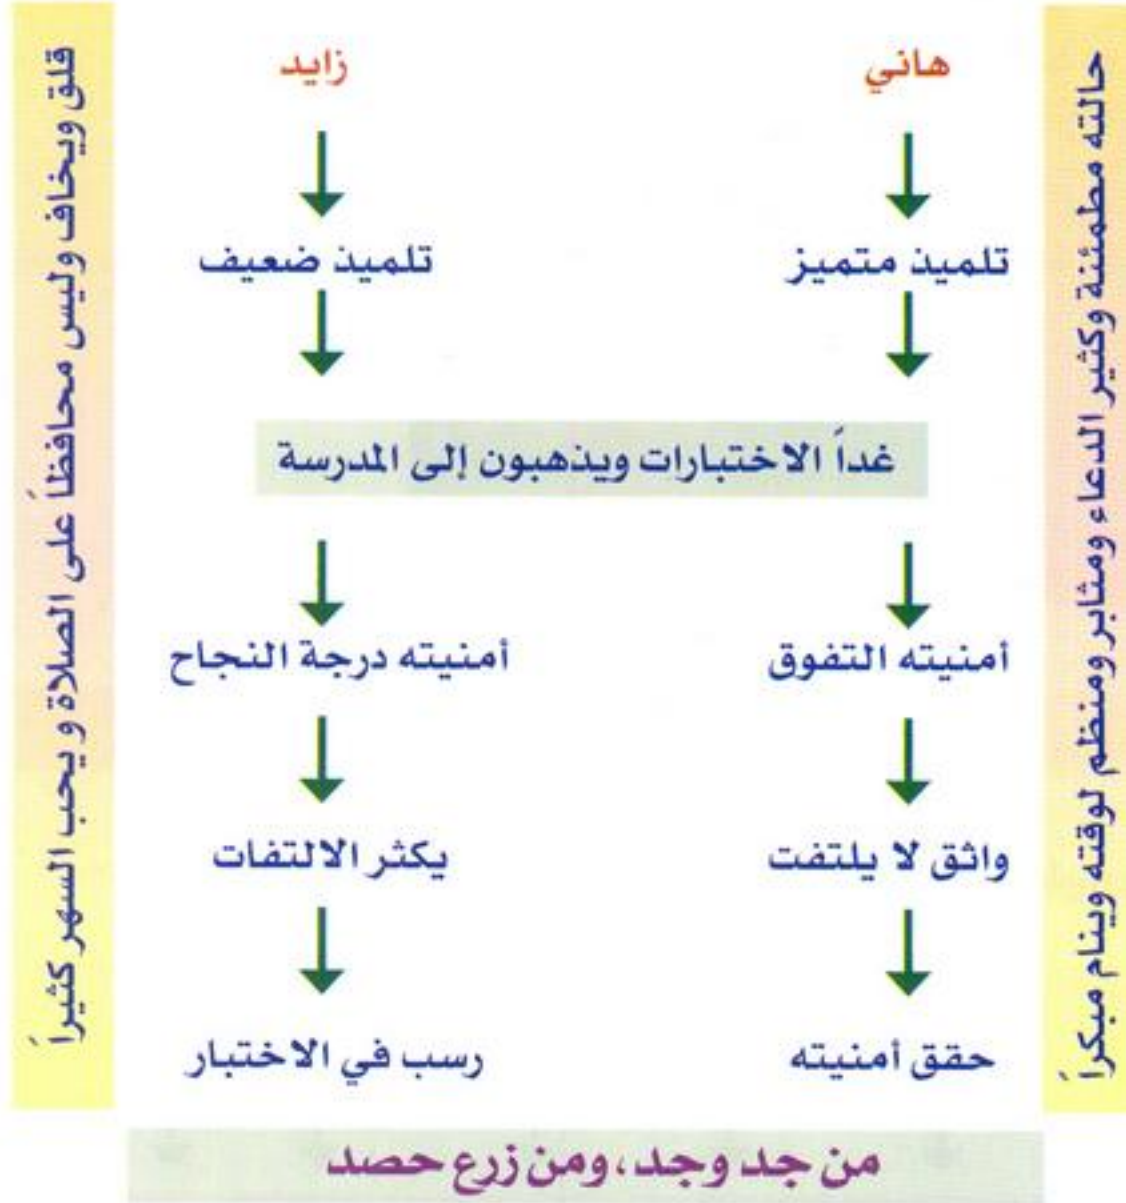 حالته مطمئنة وكثير الدعاء ومثابر ومنظم لوقته وينام مبكراً
هاني
تلميذ متميز
زايد
تلميذ ضعيف
غداً الاختبارات ويذهبون إلى المدرسة
أمنيته التفوق
واثق لا يلتفت
حقق أمنيته
أمنيته درجة النجاح
يكثر الالتفات
رسب في الاختبار
قلق ويخاف وليس محافظاً على الصلاة ويحب السهر كثيراً
من جد وجد، ومن زرع حصد